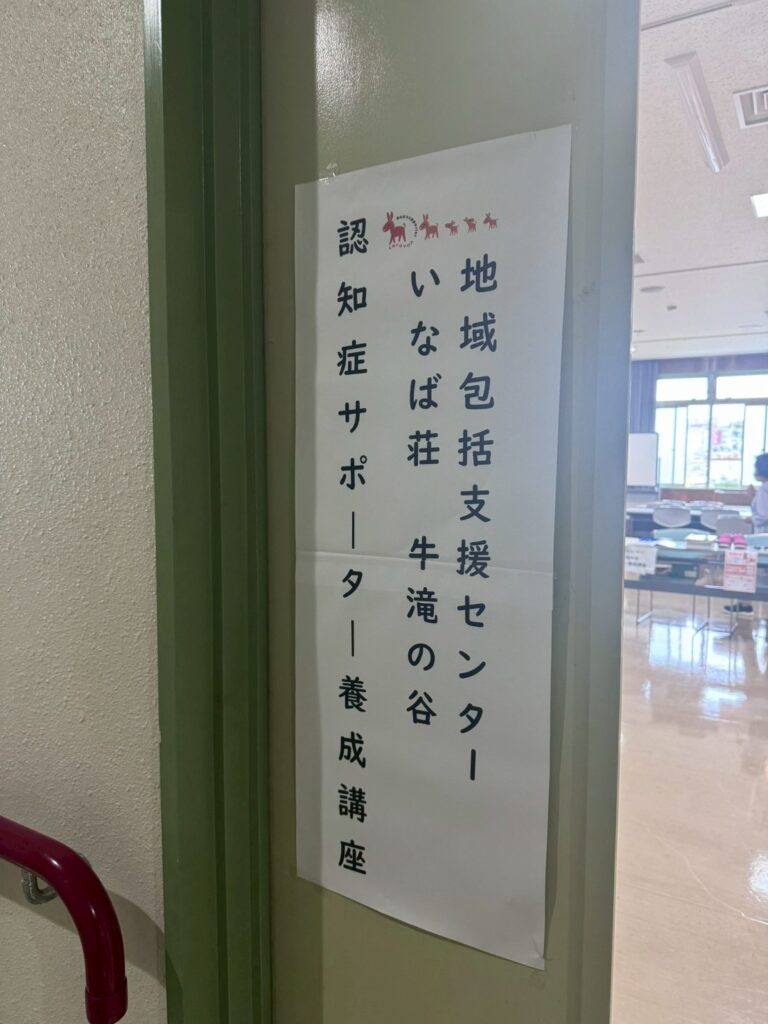 地域包括支援センター
いなば荘　牛滝の谷
認知症サポーター養成講座